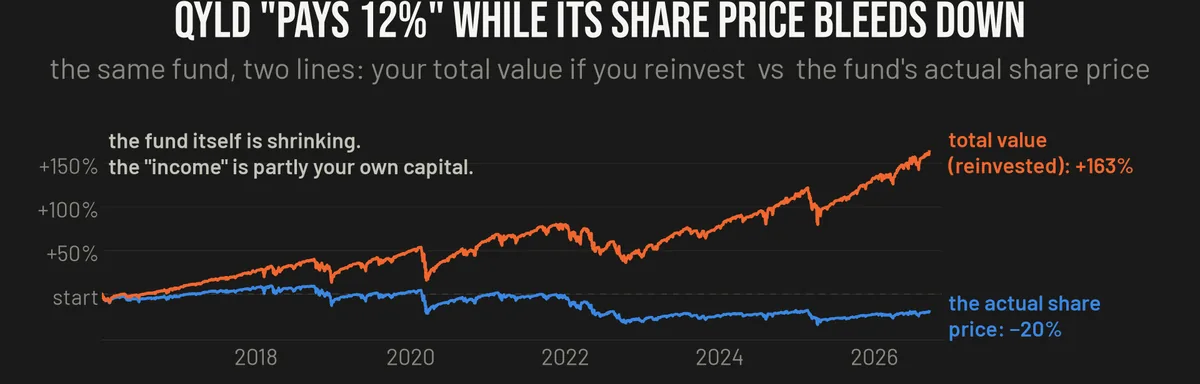 QYLD "PAYS 12%" WHILE ITS SHARE PRICE BLEEDS DOWN
the same fund, two lines: your total value if you reinvest vs the fund's actual share price
the fund itself is shrinking.
the "income" is partly your own capital.
total value
(reinvested): +163%
+150%
+100%
+50%
start
the actual share
price: −20%
2018
2020
2022
2024
2026